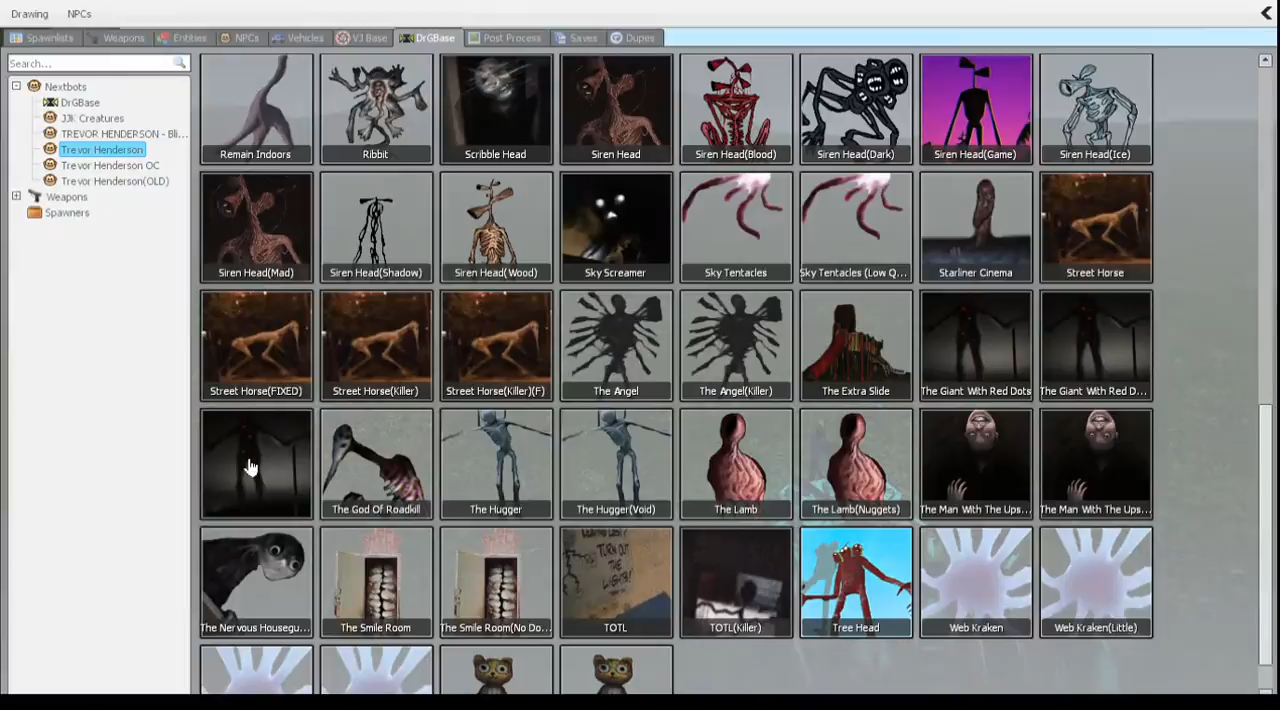 Drawing NPCs
Spawnlists Weapons Entities NPCs Vehicles VJ Base DrGBase Post Process Saves Dupes
Search...
Nextbots
DrGBase
JJk Creatures
TREVOR HENDERSON - Bli...
Trevor Henderson
Trevor Henderson OC
Trevor Henderson(OLD)
Weapons
Spawners
Remain Indoors Ribbit Scribble Head Siren Head Siren Head(Blood) Siren Head(Dark) Siren Head(Game) Siren Head(Ice)
Siren Head(Mad) Siren Head(Shadow) Siren Head(Wood) Sky Screamer Sky Tentacles Sky Tentacles (Low Q... Starliner Cinema Street Horse
Street Horse(FIXED) Street Horse(Killer) Street Horse(Killer)(F) The Angel The Angel(Killer) The Extra Slide The Giant With Red Dots The Giant With Red D...
The God Of Roadkill The Hugger The Hugger(Void) The Lamb The Lamb(Nuggets) The Man With The Ups... The Man With The Ups...
TURN OUT
THE
LIGHTS!
The Nervous Housegu... The Smile Room The Smile Room(No Do... TOTL TOTL(Killer) Tree Head Web Kraken Web Kraken(Little)